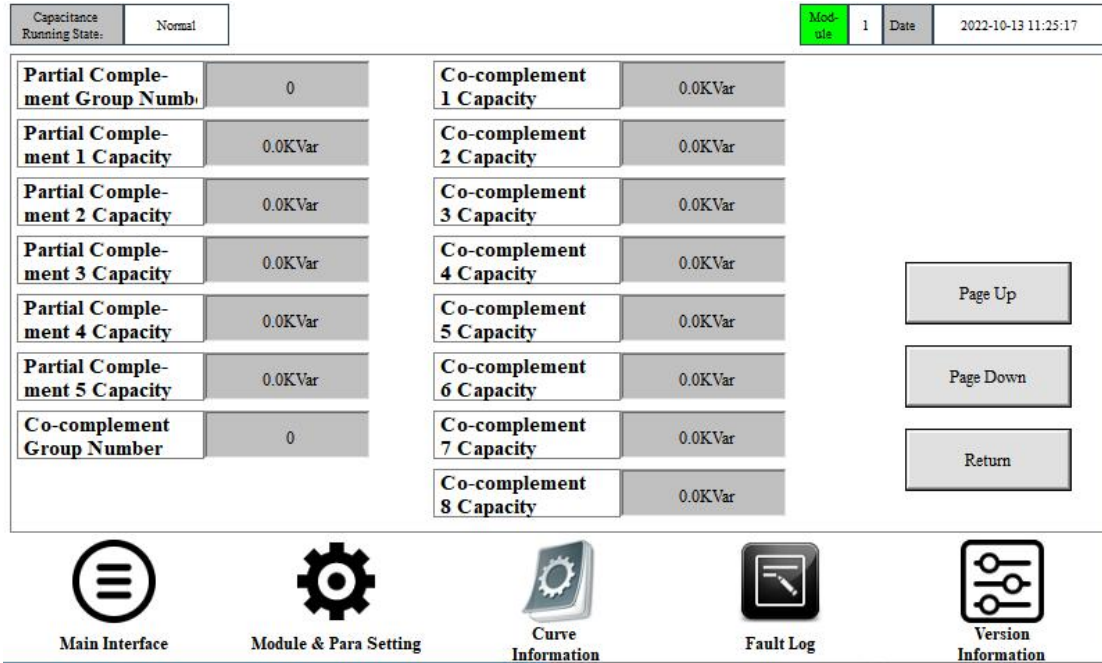 Capacitance
Running State:
Normal
Mod-
ule
1
Date
2022-10-13 11:25:17
Partial Comple-
ment Group Numb
0
Partial Comple-
ment 1 Capacity
0.0KVar
Partial Comple-
ment 2 Capacity
0.0KVar
Partial Comple-
ment 3 Capacity
0.0KVar
Partial Comple-
ment 4 Capacity
0.0KVar
Partial Comple-
ment 5 Capacity
0.0KVar
Co-complement
Group Number
0
Co-complement
1 Capacity
0.0KVar
Co-complement
2 Capacity
0.0KVar
Co-complement
3 Capacity
0.0KVar
Co-complement
4 Capacity
0.0KVar
Co-complement
5 Capacity
0.0KVar
Co-complement
6 Capacity
0.0KVar
Co-complement
7 Capacity
0.0KVar
Co-complement
8 Capacity
0.0KVar
Page Up
Page Down
Return
Main Interface
Module & Para Setting
Curve
Information
Fault Log
Version
Information